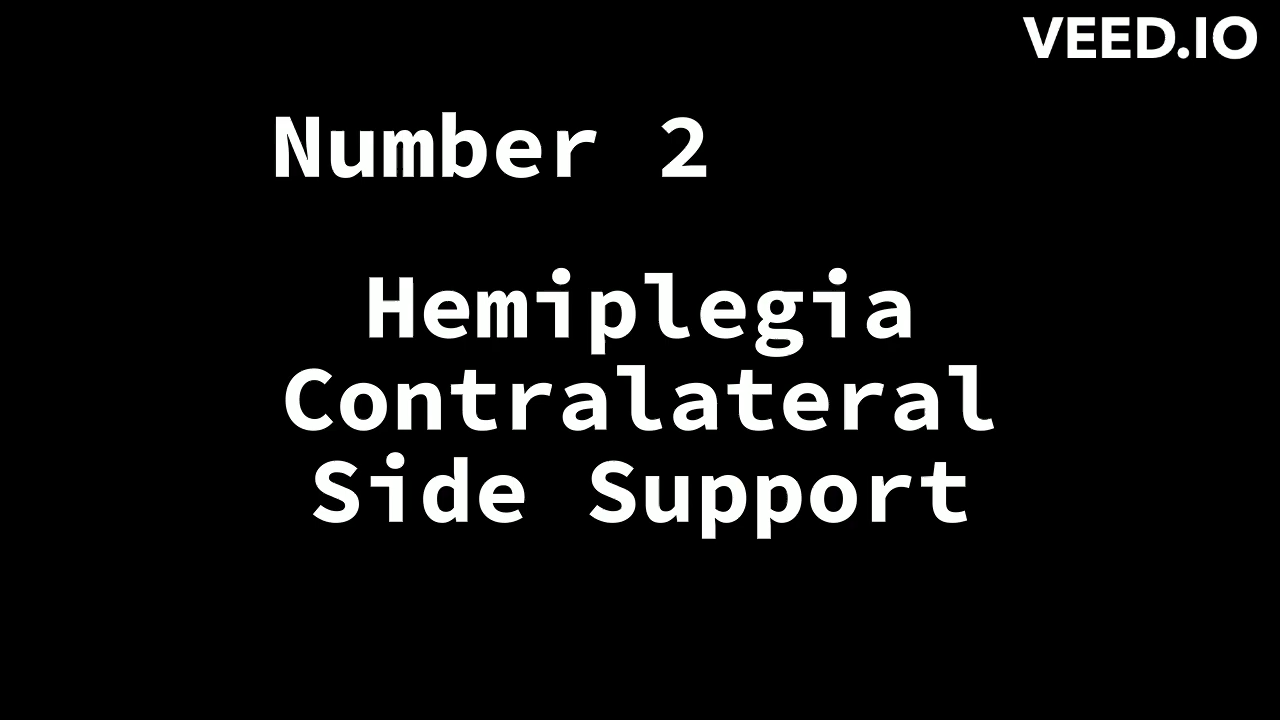 VEED.IO
Number 2
Hemiplegia
Contralateral
Side Support